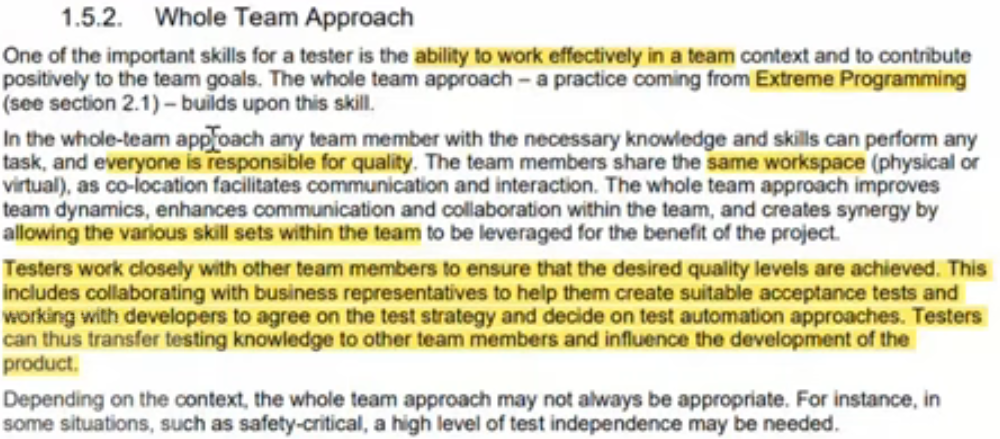 1.5.2. Whole Team Approach
One of the important skills for a tester is the ability to work effectively in a team context and to contribute
positively to the team goals. The whole team approach – a practice coming from Extreme Programming
(see section 2.1) – builds upon this skill.
In the whole-team approach any team member with the necessary knowledge and skills can perform any
task, and everyone is responsible for quality. The team members share the same workspace (physical or
virtual), as co-location facilitates communication and interaction. The whole team approach improves
team dynamics, enhances communication and collaboration within the team, and creates synergy by
allowing the various skill sets within the team to be leveraged for the benefit of the project.
Testers work closely with other team members to ensure that the desired quality levels are achieved. This
includes collaborating with business representatives to help them create suitable acceptance tests and
working with developers to agree on the test strategy and decide on test automation approaches. Testers
can thus transfer testing knowledge to other team members and influence the development of the
product.
Depending on the context, the whole team approach may not always be appropriate. For instance, in
some situations, such as safety-critical, a high level of test independence may be needed.